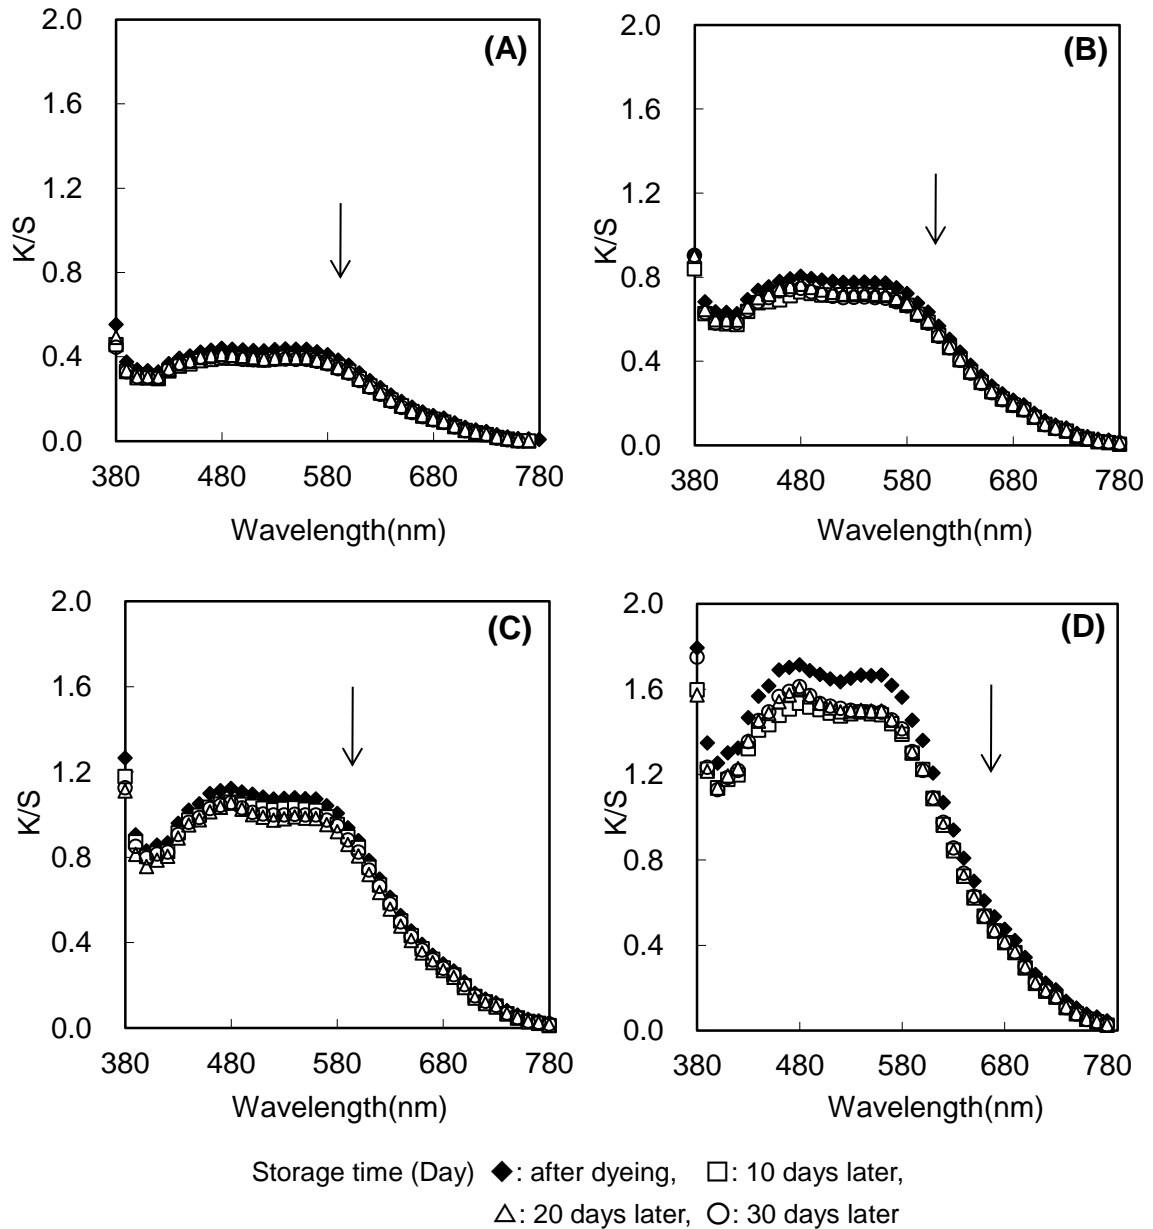 (A)
2.0
1.6
1.2
0.8
0.4
0.0
K/S
380 480 580 680 780
Wavelength(nm)
(B)
2.0
1.6
1.2
0.8
0.4
0.0
K/S
380 480 580 680 780
Wavelength(nm)
(C)
2.0
1.6
1.2
0.8
0.4
0.0
K/S
380 480 580 680 780
Wavelength(nm)
(D)
2.0
1.6
1.2
0.8
0.4
0.0
K/S
380 480 580 680 780
Wavelength(nm)
Storage time (Day) ◆: after dyeing, □: 10 days later,
△: 20 days later, ○: 30 days later